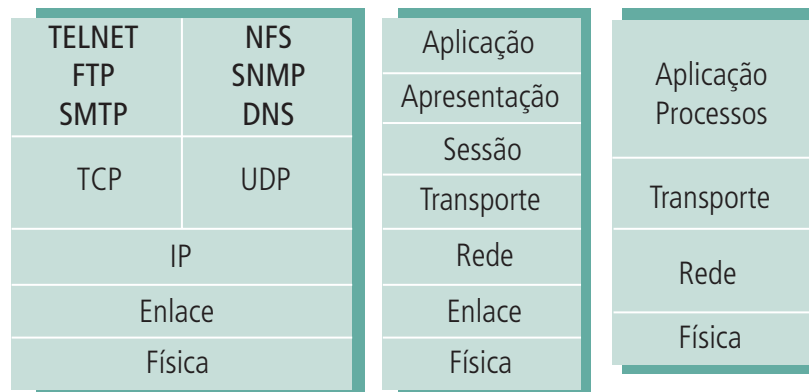 TELNET
FTP
SMTP
NFS
SNMP
DNS
TCP
UDP
IP
Enlace
Física
Aplicação
Apresentação
Sessão
Transporte
Rede
Enlace
Física
Aplicação
Processos
Transporte
Rede
Física